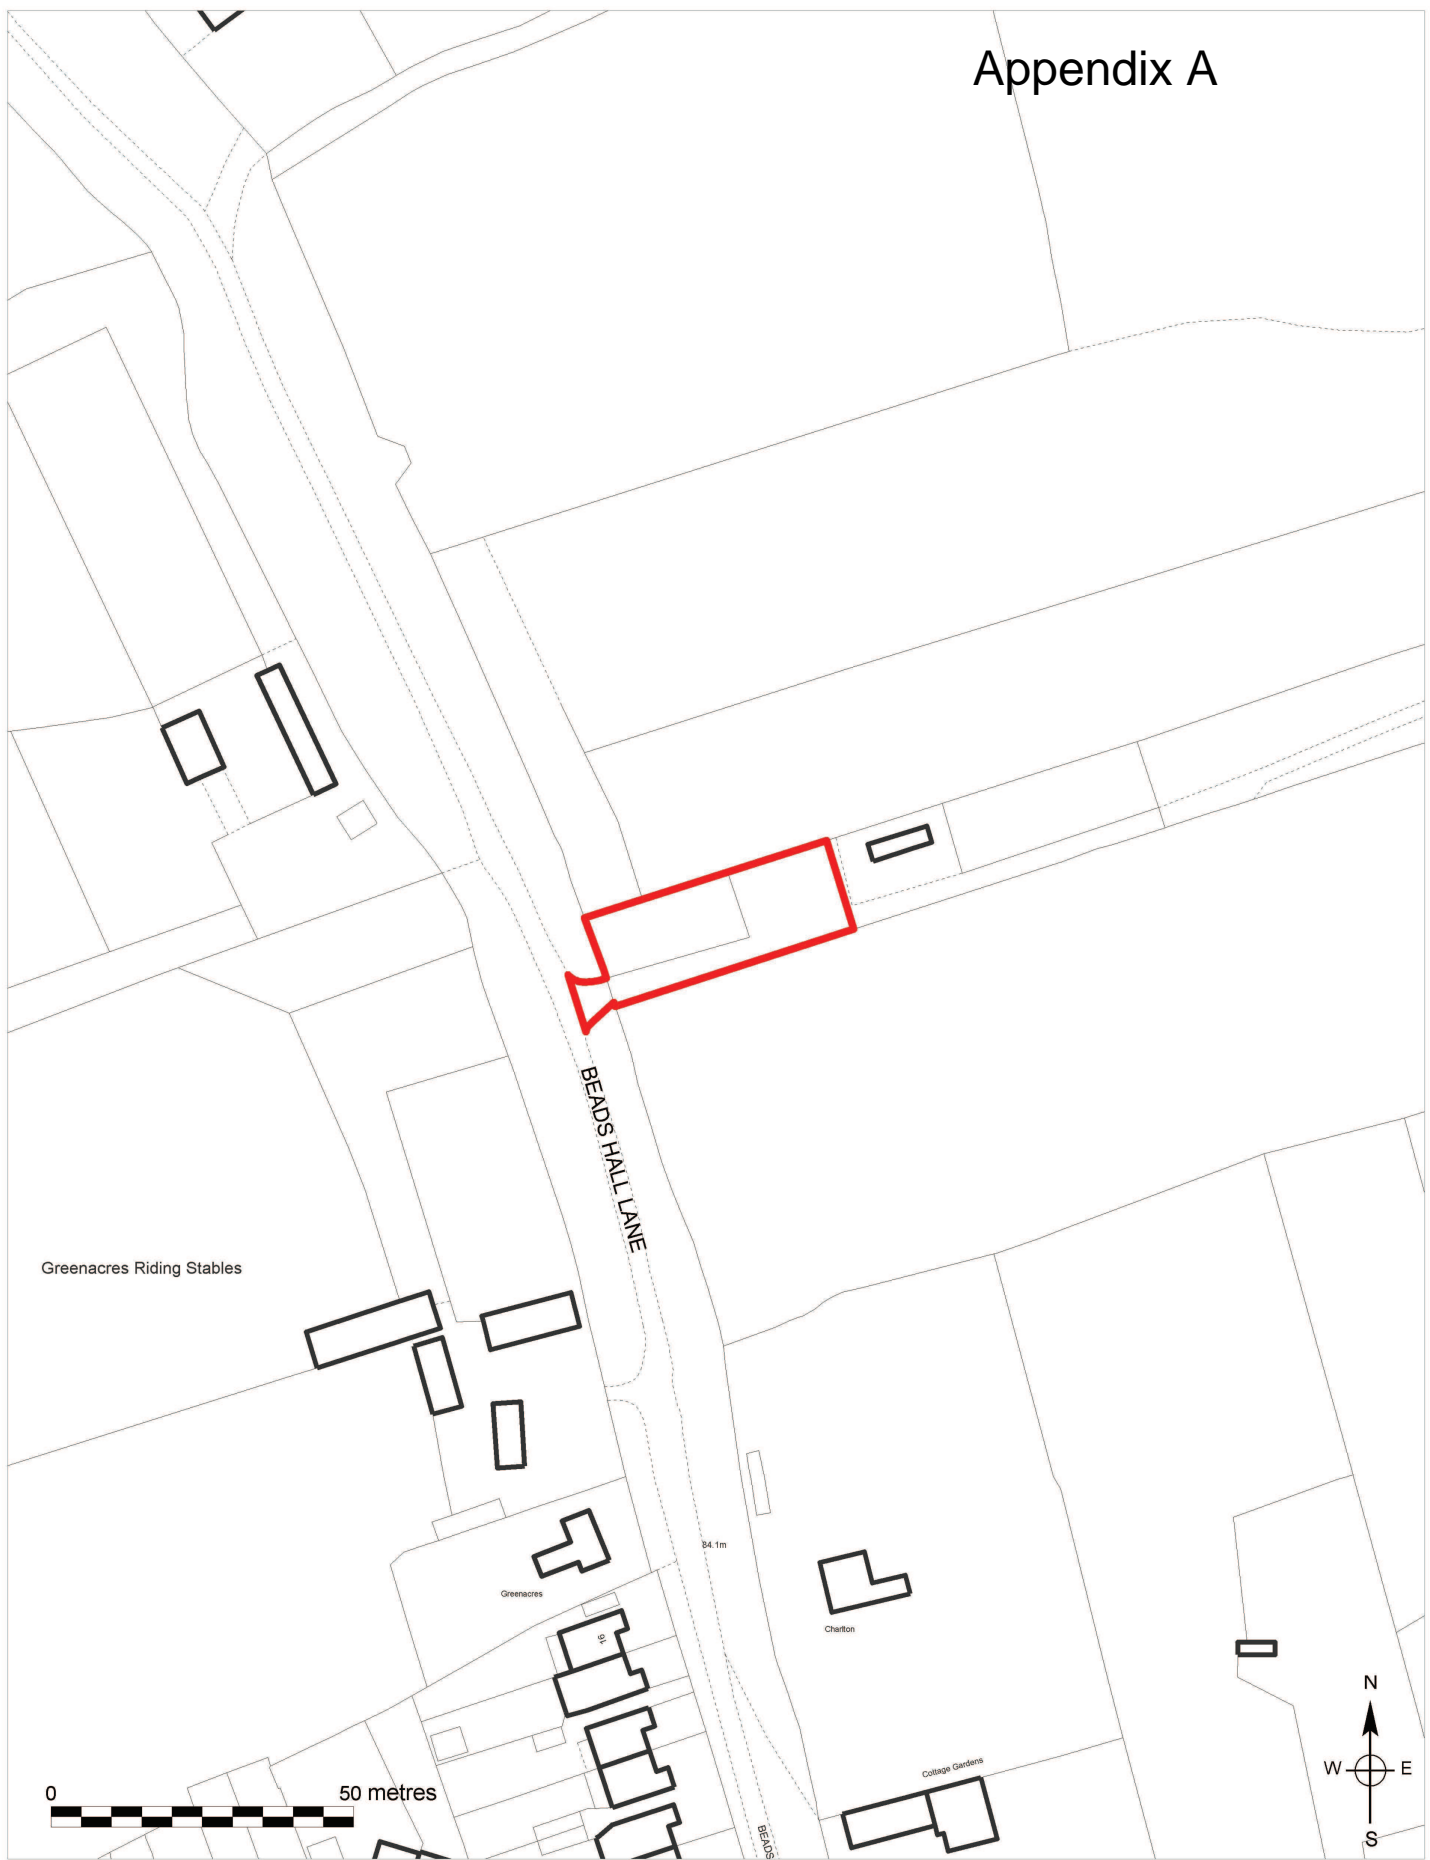 Appendix A
BEADS HALL LANE
Greenacres Riding Stables
84.1m
Greenacres
Charlton
16
N
W E
S
Cottage Gardens
0 50 metres
BEADS